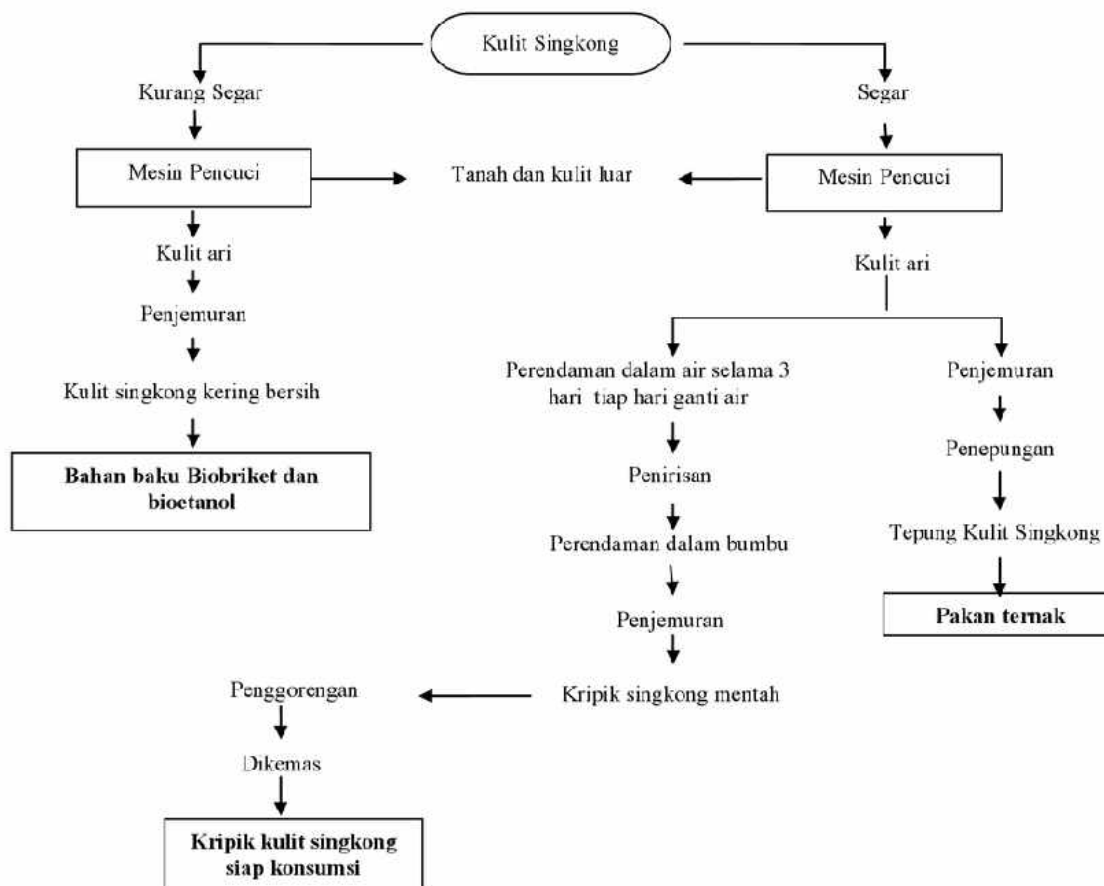 Kulit Singkong
Kurang Segar
Segar
Mesin Pencuci
Tanah dan kulit luar
Mesin Pencuci
Kulit ari
Kulit ari
Penjemuran
Perendaman dalam air selama 3
hari tiap hari ganti air
Penjemuran
Kulit singkong kering bersih
Penepungan
Bahan baku Biobriket dan
bioetanol
Penirisan
Perendaman dalam bumbu
Tepung Kulit Singkong
Penjemuran
Pakan ternak
Penggorengan
Kripik singkong mentah
Dikemas
Kripik kulit singkong
siap konsumsi